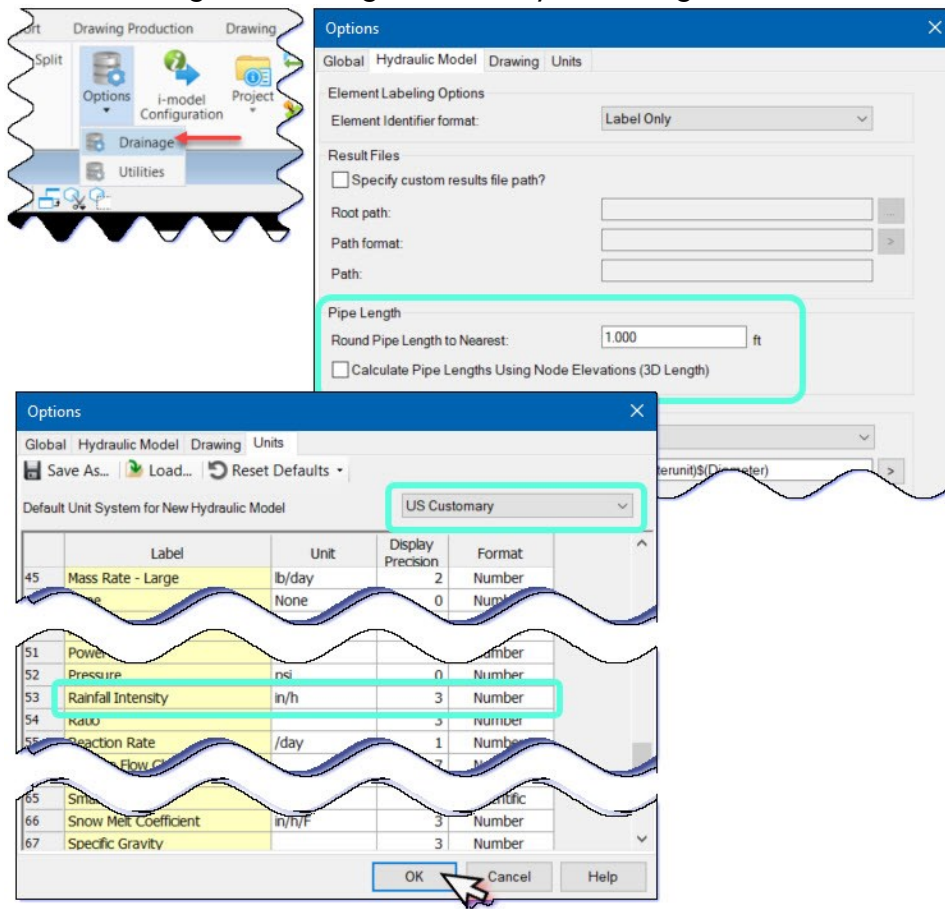 Drawing Production Drawing
Split
Options
i-model
Configuration
Project
Drainage
Utilities
Options
Global Hydraulic Model Drawing Units
Element Labeling Options
Element Identifier format: Label Only
Result Files
Specify custom results file path?
Root path: ...
Path format: >
Path:
Pipe Length
Round Pipe Length to Nearest: 1.000 ft
Calculate Pipe Lengths Using Node Elevations (3D Length)
terunit)$(Diameter) >
Options
Global Hydraulic Model Drawing Units
Save As... Load... Reset Defaults
Default Unit System for New Hydraulic Model US Customary
Label Unit Display Precision Format
45 Mass Rate - Large lb/day 2 Number
None 0 Number
51 Power Number
52 Pressure psi 0 Number
53 Rainfall Intensity in/h 3 Number
54 Ratio 3 Number
55 Reaction Rate /day 1 Number
Flow
65
66 Snow Melt Coefficient in/h/F 3 Number
67 Specific Gravity 3 Number
OK Cancel Help